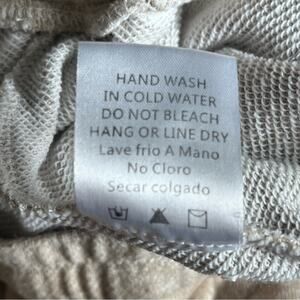 HAND WASH
IN COLD WATER
DO NOT BLEACH
HANG OR LINE DRY
Lave frio A Mano
No Cloro
Secar colgado